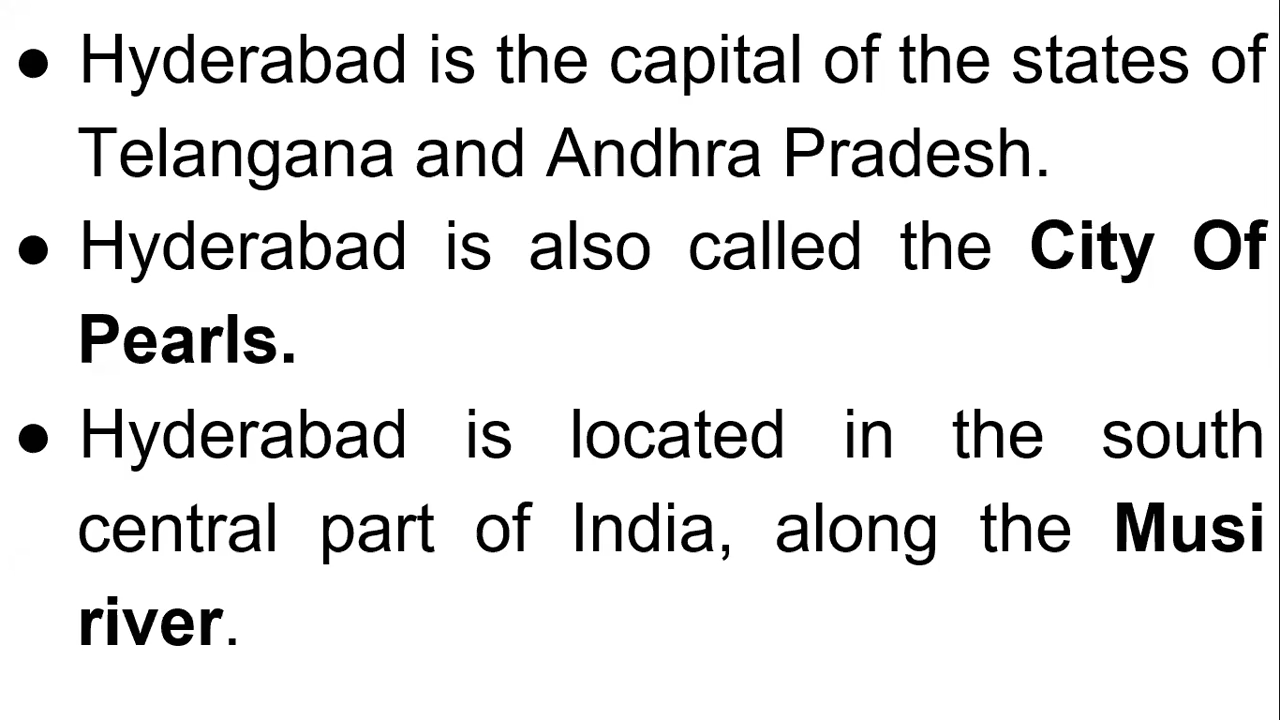 ● Hyderabad is the capital of the states of
Telangana and Andhra Pradesh.
● Hyderabad is also called the City Of
Pearls.
● Hyderabad is located in the south
central part of India, along the Musi
river.